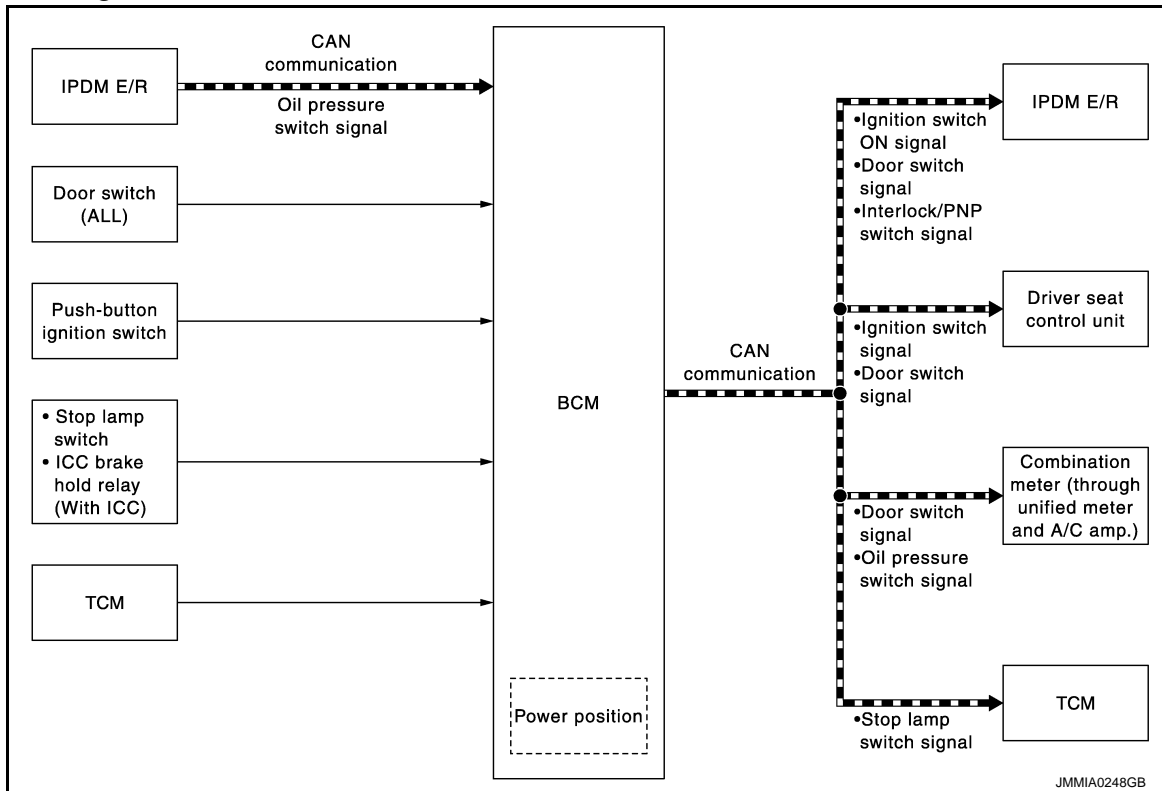 CAN
communication
IPDM E/R
Oil pressure
switch signal
Door switch
(ALL)
Push-button
ignition switch
• Stop lamp
switch
• ICC brake
hold relay
(With ICC)
TCM
BCM
Power position
CAN
communication
IPDM E/R
•Ignition switch
ON signal
•Door switch
signal
•Interlock/PNP
switch signal
Driver seat
control unit
•Ignition switch
signal
•Door switch
signal
Combination
meter (through
unified meter
and A/C amp.)
•Door switch
signal
•Oil pressure
switch signal
TCM
•Stop lamp
switch signal
JMMIA0248GB